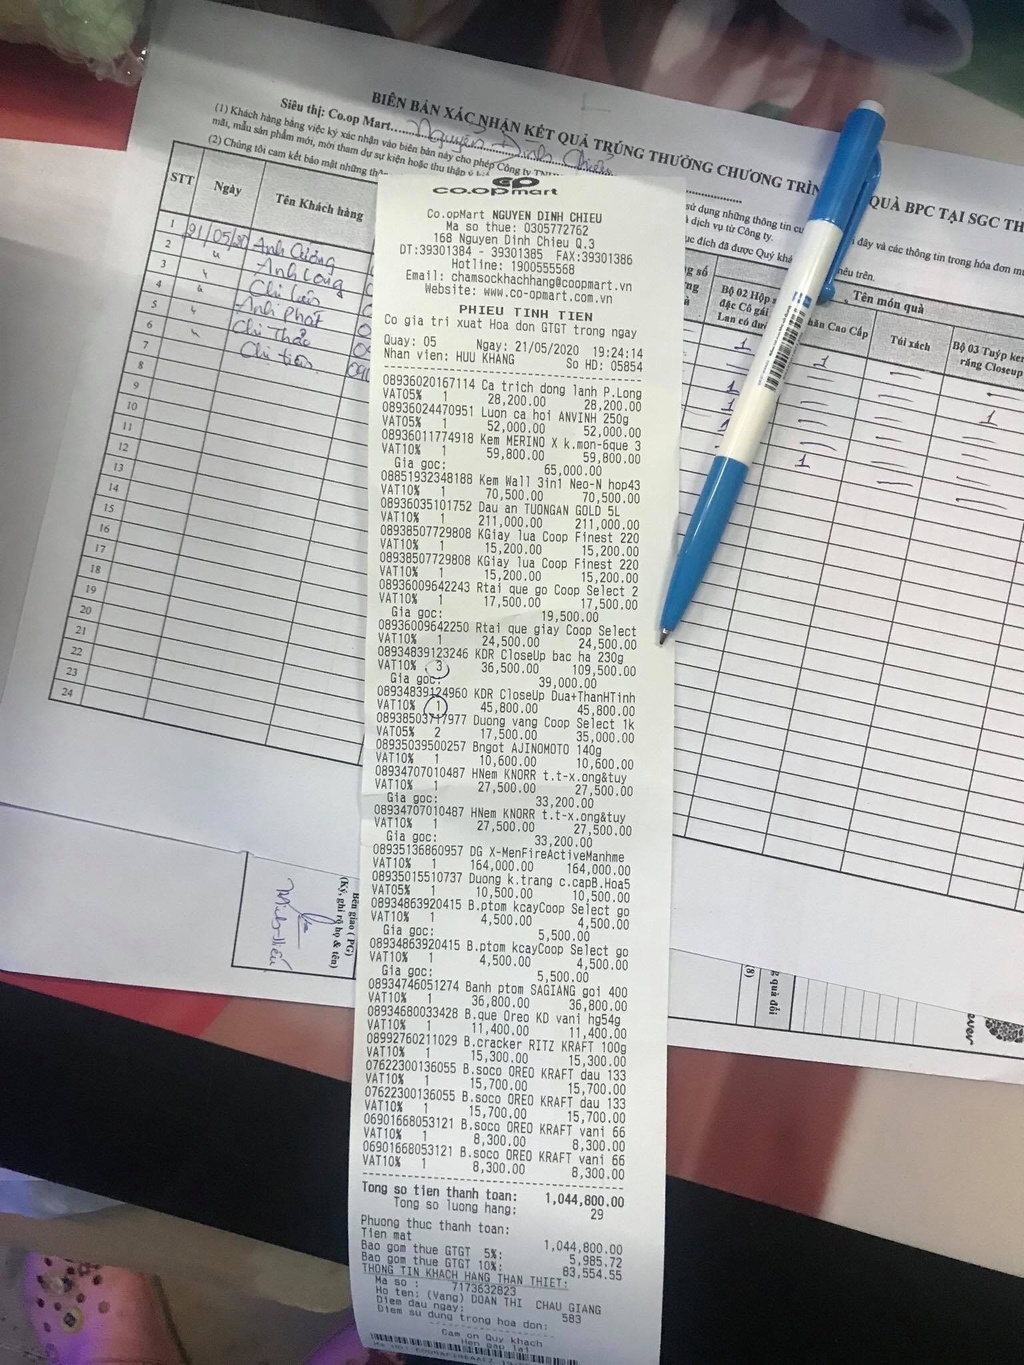 BIÊN BẢN XÁC NHẬN KẾT QUẢ TRÚNG THƯỞNG CHƯƠNG TRÌN QUÀ BPC TẠI SGC TH
Siêu thị: Co.op Mart......Nguyễn Đình Chiểu
(1) Khách hàng bằng việc ký xác nhận vào biên bản này cho phép Công ty TN
sử dụng những thông tin cu đây và các thông tin trong hóa đơn m
mãi, mẫu sản phẩm mới, mời tham dự sự kiện hoặc thu thập ý
dịch vụ từ Công ty.
(2) Chúng tôi cam kết bảo mật những
ục đích đã được Quý khá nêu trên.
STT Ngày Tên Khách hàng
Tên món quà
Bộ 02 Hộp
đặc Cô gái
Lan có đư
Cao Cấp
Túi xách
Bộ 03 Tuýp kem
răng Closeup
1 21/05/20 Anh Cường
2 " Anh Long
3 "
4 " Anh Phát
5 " Chị Thảo
6 " Chị tiên
7
8
9
10
11
12
13
14
15
16
17
18
19
20
21
22
23
24
co.opmart
Co.opMart NGUYEN DINH CHIEU
Ma so thue: 0305772762
168 Nguyen Dinh Chieu Q.3
DT:39301384 - 39301385 FAX:39301386
Hotline: 1900555568
Email: chamsockhachhang@coopmart.vn
Website: www.co-opmart.com.vn
PHIEU TINH TIEN
Co gia tri xuat Hoa don GTGT trong ngay
Quay: 05 Ngay: 21/05/2020 19:24:14
Nhan vien: HUU KHANG So HD: 05854
08936020167114 Ca trich dong lanh P.Long
VAT05% 1 28,200.00 28,200.00
08936024470951 Luon ca hoi ANVINH 250g
VAT05% 1 52,000.00 52,000.00
08936011774918 Kem MERINO X k.mon-6que 3
VAT10% 1 59,800.00 59,800.00
Gia goc: 65,000.00
08851932348188 Kem Wall 3in1 Neo-N hop43
VAT10% 1 70,500.00 70,500.00
08936035101752 Dau an TUONGAN GOLD 5L
VAT10% 1 211,000.00 211,000.00
08938507729808 KGiay lua Coop Finest 220
VAT10% 1 15,200.00 15,200.00
08938507729808 KGiay lua Coop Finest 220
VAT10% 1 15,200.00 15,200.00
08936009642243 Rtai que go Coop Select 2
VAT10% 1 17,500.00 17,500.00
Gia goc: 19,500.00
08936009642250 Rtai que giay Coop Select
VAT10% 1 24,500.00 24,500.00
08934839123246 KDR CloseUp bac ha 230g
VAT10% 3 36,500.00 109,500.00
Gia goc: 39,000.00
08934839124960 KDR CloseUp Dua+ThanHTinh
VAT10% 1 45,800.00 45,800.00
08938503717977 Duong vang Coop Select 1k
VAT05% 2 17,500.00 35,000.00
08935039500257 Bngot AJINOMOTO 140g
VAT10% 1 10,600.00 10,600.00
08934707010487 HNem KNORR t.t-x.ong&tuy
VAT10% 1 27,500.00 27,500.00
Gia goc: 33,200.00
08934707010487 HNem KNORR t.t-x.ong&tuy
VAT10% 1 27,500.00 27,500.00
Gia goc: 33,200.00
08935136860957 DG X-MenFireActiveManhme
VAT10% 1 164,000.00 164,000.00
08935015510737 Duong k.trang c.capB.Hoa5
VAT05% 1 10,500.00 10,500.00
08934863920415 B.ptom kcayCoop Select go
VAT10% 1 4,500.00 4,500.00
Gia goc: 5,500.00
08934863920415 B.ptom kcayCoop Select go
VAT10% 1 4,500.00 4,500.00
Gia goc: 5,500.00
08934746051274 Banh ptom SAGIANG goi 400
VAT10% 1 36,800.00 36,800.00
08934680033428 B.que Oreo KD vani hg54g
VAT10% 1 11,400.00 11,400.00
08992760211029 B.cracker RITZ KRAFT 100g
VAT10% 1 15,300.00 15,300.00
07622300136055 B.soco OREO KRAFT dau 133
VAT10% 1 15,700.00 15,700.00
07622300136055 B.soco OREO KRAFT dau 133
VAT10% 1 15,700.00 15,700.00
06901668053121 B.soco OREO KRAFT vani 66
VAT10% 1 8,300.00 8,300.00
06901668053121 B.soco OREO KRAFT vani 66
VAT10% 1 8,300.00 8,300.00
Tong so tien thanh toan: 1,044,800.00
Tong so luong hang: 29
Phuong thuc thanh toan:
Tien mat 1,044,800.00
Bao gom thue GTGT 5%: 5,985.72
Bao gom thue GTGT 10%: 83,554.55
THONG TIN KHACH HANG THAN THIET:
Ma so : 7173632823
Ho ten: (Vang) DOAN THI CHAU GIANG
Diem dau ngay: 583
Diem su dung trong hoa don:
Cam on Quy khach
Hen gap lai
Bên giao ( PG)
(Ký, ghi rõ họ & tên)
quà đổi
(8)